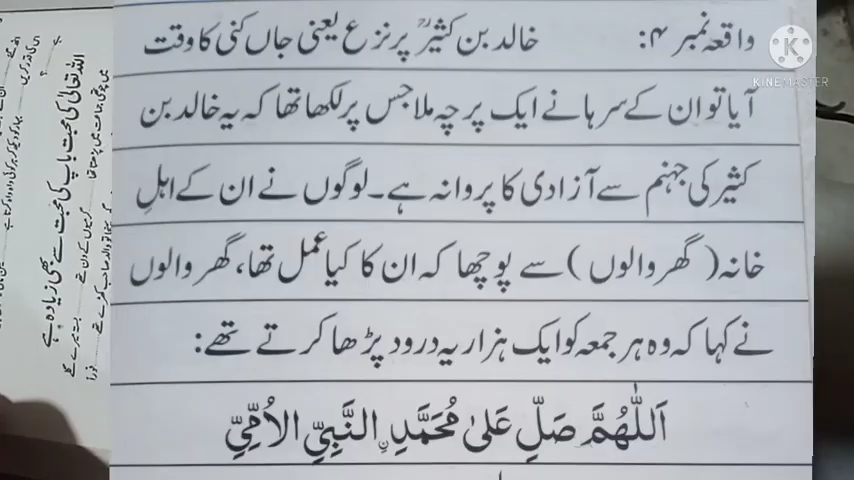 واقعہ نمبر ۴: خالد بن کثیرؒ پر نزع یعنی جاں کنی کا وقت
آیا تو ان کے سرہانے ایک پرچہ ملا جس پر لکھا تھا کہ یہ خالد بن
کثیر کی جہنم سے آزادی کا پروانہ ہے۔ لوگوں نے ان کے اہلِ
خانہ (گھر والوں) سے پوچھا کہ ان کا کیا عمل تھا، گھر والوں
نے کہا کہ وہ ہر جمعہ کو ایک ہزار یہ درود پڑھا کرتے تھے:
اَللّٰهُمَّ صَلِّ عَلىٰ مُحَمَّدِ ۨالنَّبِيِّ الاُمِّيِّ
اللہ تعالیٰ کی محبت باپ کی محبت سے بھی زیادہ ہے
KINEMASTER